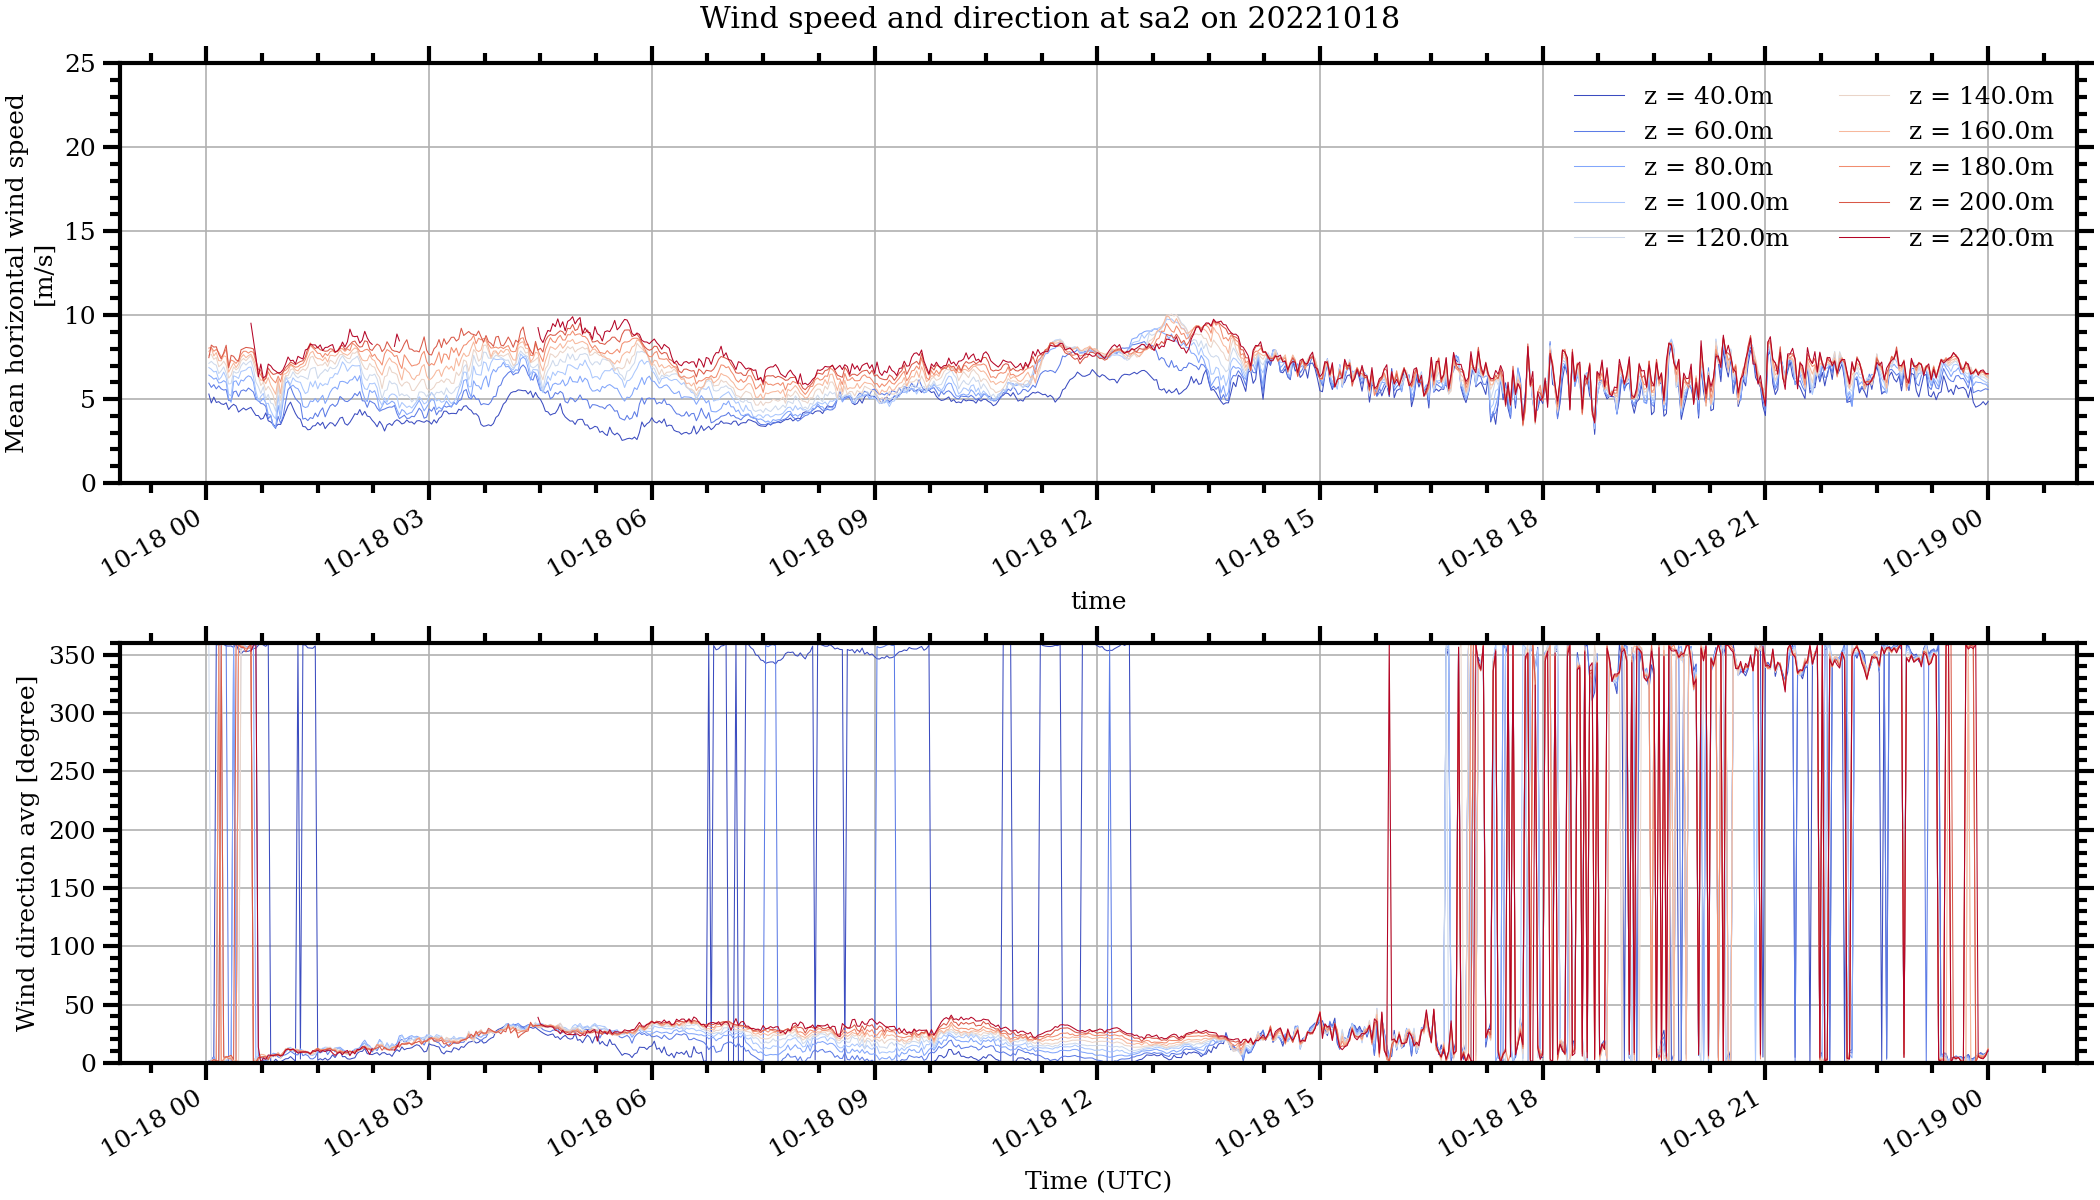 Wind speed and direction at sa2 on 20221018
Mean horizontal wind speed
[m/s]
25
20
15
10
5
0
z = 40.0m
z = 60.0m
z = 80.0m
z = 100.0m
z = 120.0m
z = 140.0m
z = 160.0m
z = 180.0m
z = 200.0m
z = 220.0m
10-18 00
10-18 03
10-18 06
10-18 09
10-18 12
10-18 15
10-18 18
10-18 21
10-19 00
time
Wind direction avg [degree]
350
300
250
200
150
100
50
0
10-18 00
10-18 03
10-18 06
10-18 09
10-18 12
10-18 15
10-18 18
10-18 21
10-19 00
Time (UTC)